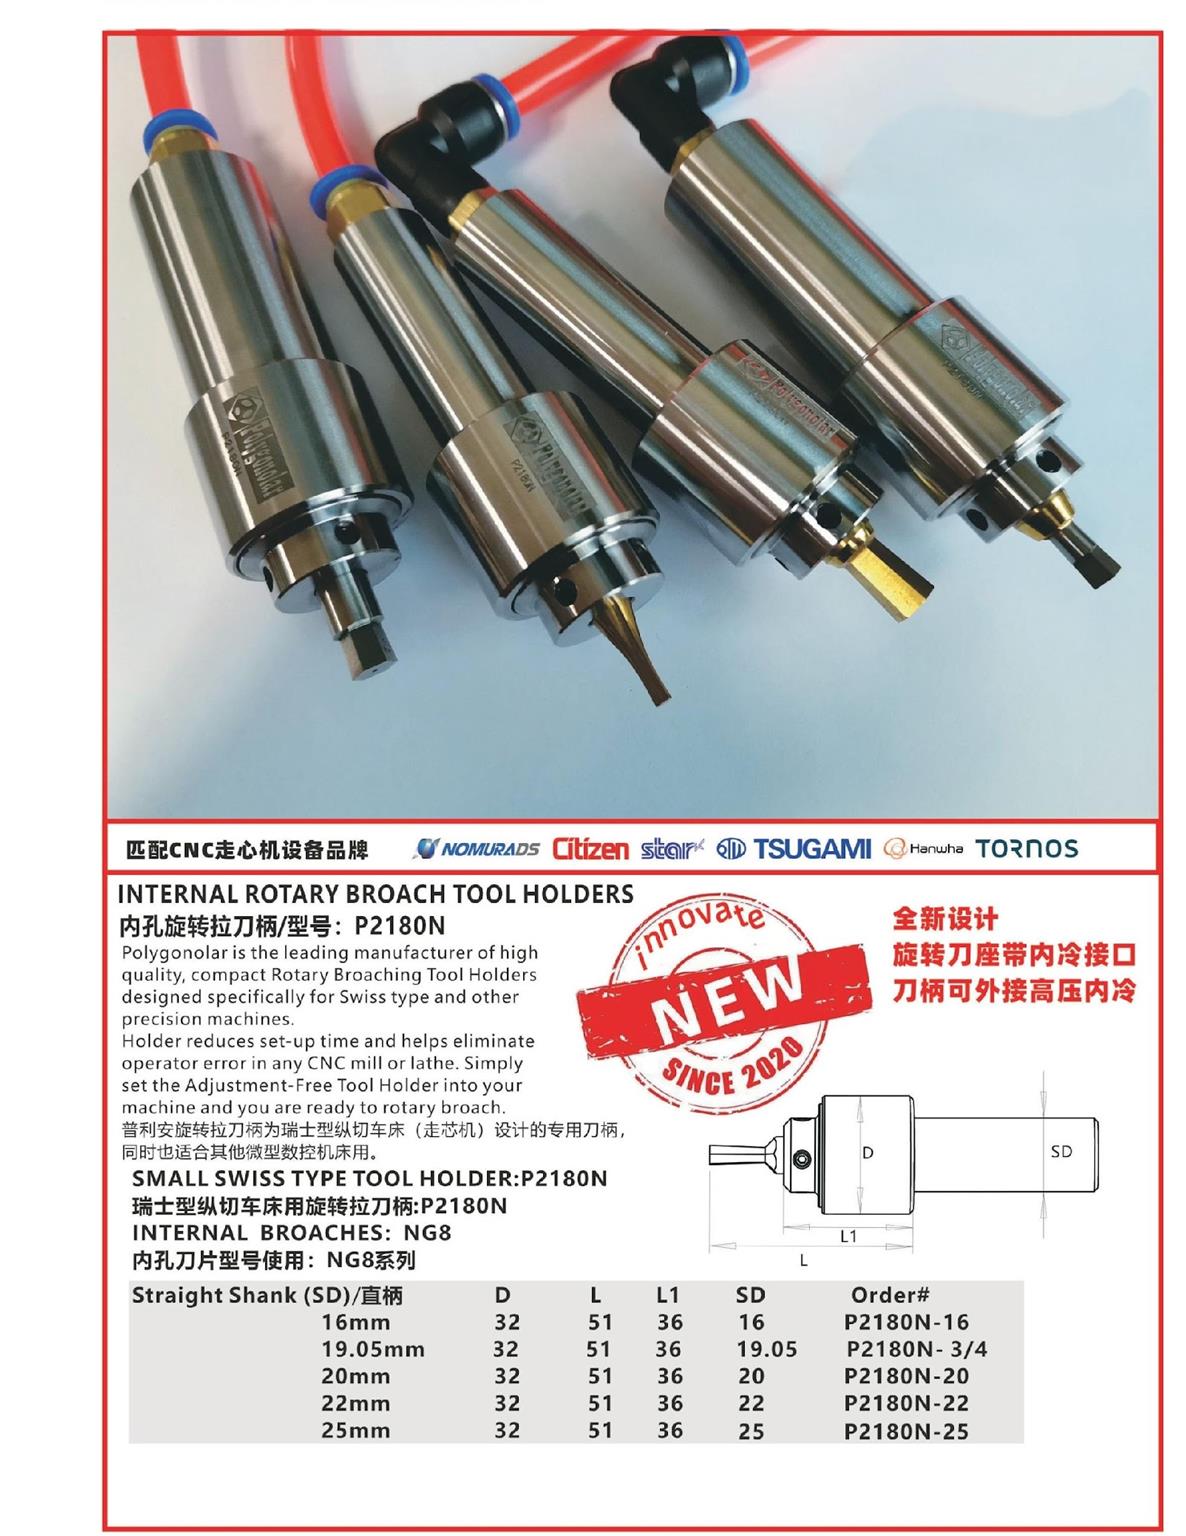 Polygonolar
P2180N
Polygonolar
P2180N
Polygonolar
Polygonolar
P2180N
匹配CNC走心机设备品牌
NOMURADS
Citizen
star
TSUGAMI
Hanwha
TORNOS
INTERNAL ROTARY BROACH TOOL HOLDERS
内孔旋转拉刀柄/型号：P2180N
Polygonolar is the leading manufacturer of high
quality, compact Rotary Broaching Tool Holders
designed specifically for Swiss type and other
precision machines.
Holder reduces set-up time and helps eliminate
operator error in any CNC mill or lathe. Simply
set the Adjustment-Free Tool Holder into your
machine and you are ready to rotary broach.
普利安旋转拉刀柄为瑞士型纵切车床（走芯机）设计的专用刀柄，
同时也适合其他微型数控机床用。
innovate
NEW
SINCE 2020
全新设计
旋转刀座带内冷接口
刀柄可外接高压内冷
SMALL SWISS TYPE TOOL HOLDER:P2180N
瑞士型纵切车床用旋转拉刀柄:P2180N
INTERNAL BROACHES: NG8
内孔刀片型号使用：NG8系列
D
SD
L1
L
Straight Shank (SD)/直柄 D L L1 SD Order#
16mm 32 51 36 16 P2180N-16
19.05mm 32 51 36 19.05 P2180N- 3/4
20mm 32 51 36 20 P2180N-20
22mm 32 51 36 22 P2180N-22
25mm 32 51 36 25 P2180N-25